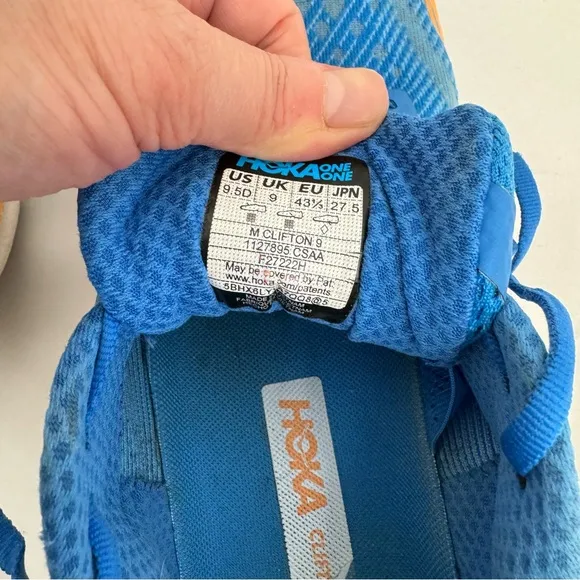 HOKA ONE ONE
US UK EU JPN
9.5D 9 43⅓ 27.5
M CLIFTON 9
1127895 CSAA
F27222H
May be covered by Pat.
www.hoka.com/patents
HOKA